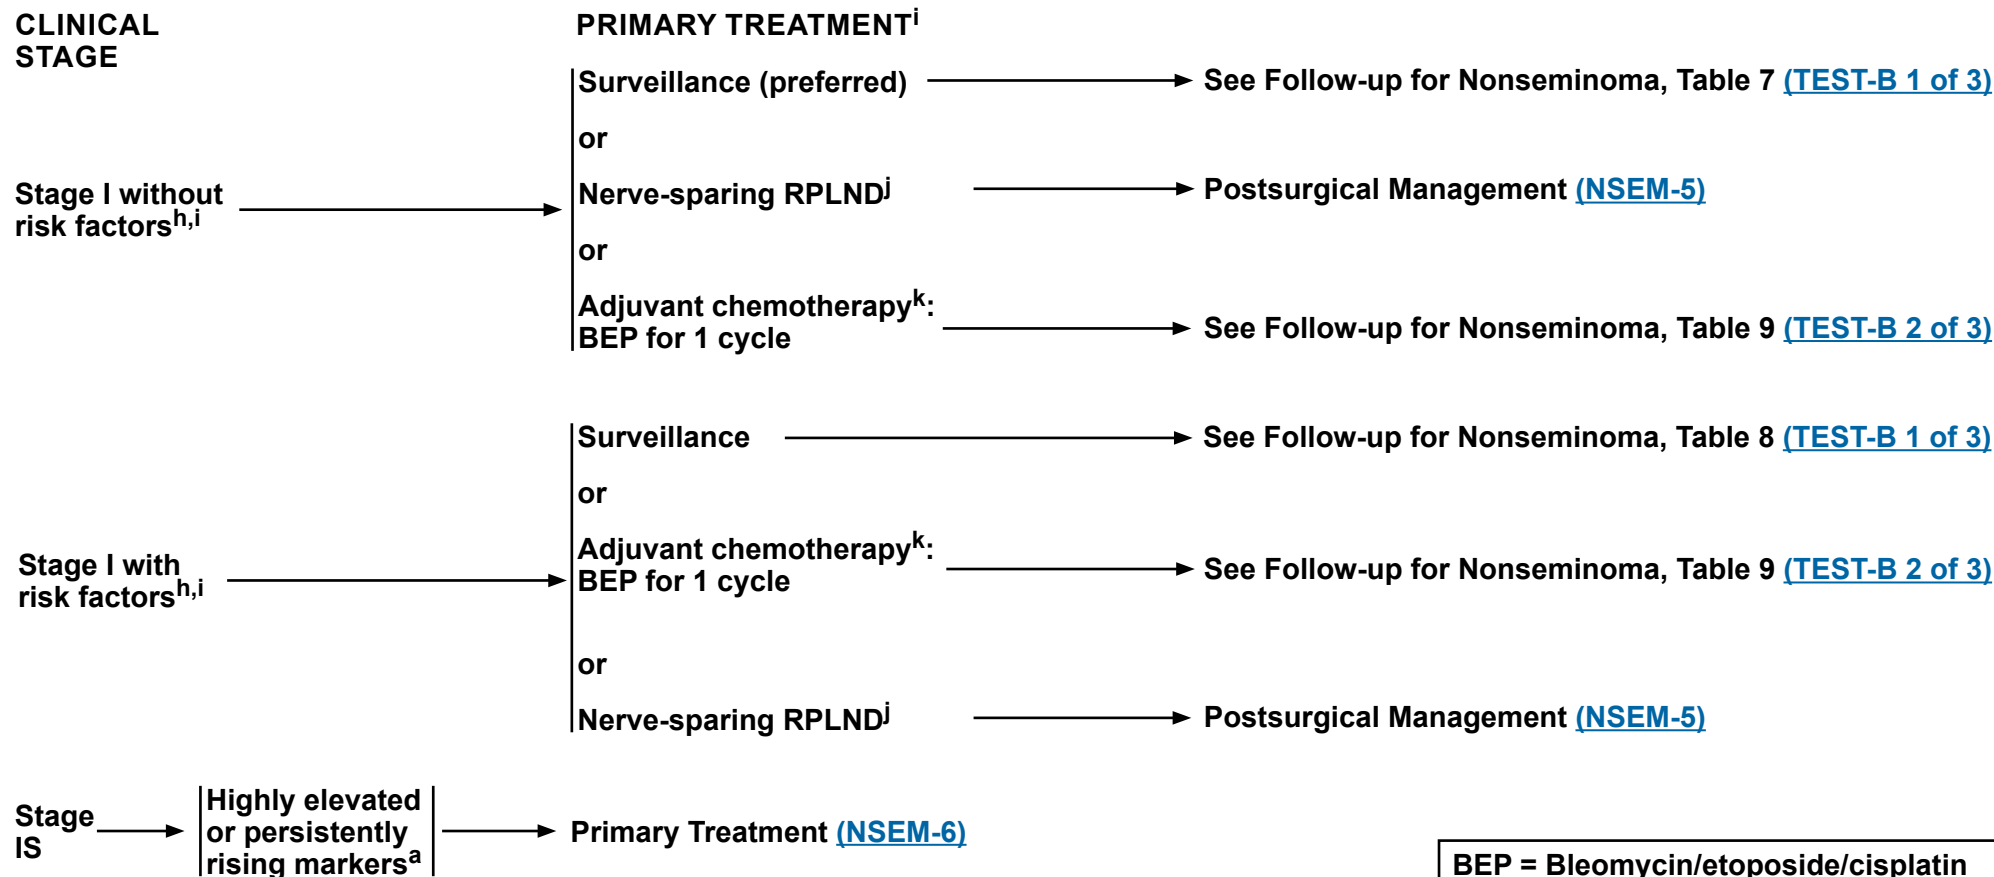 CLINICAL
STAGE
PRIMARY TREATMENTi
Stage I without
risk factorsh,i
Surveillance (preferred)
See Follow-up for Nonseminoma, Table 7 (TEST-B 1 of 3)
or
Nerve-sparing RPLNDj
Postsurgical Management (NSEM-5)
or
Adjuvant chemotherapyk:
BEP for 1 cycle
See Follow-up for Nonseminoma, Table 9 (TEST-B 2 of 3)
Stage I with
risk factorsh,i
Surveillance
See Follow-up for Nonseminoma, Table 8 (TEST-B 1 of 3)
or
Adjuvant chemotherapyk:
BEP for 1 cycle
See Follow-up for Nonseminoma, Table 9 (TEST-B 2 of 3)
or
Nerve-sparing RPLNDj
Postsurgical Management (NSEM-5)
Stage
IS
Highly elevated
or persistently
rising markersa
Primary Treatment (NSEM-6)
BEP = Bleomycin/etoposide/cisplatin